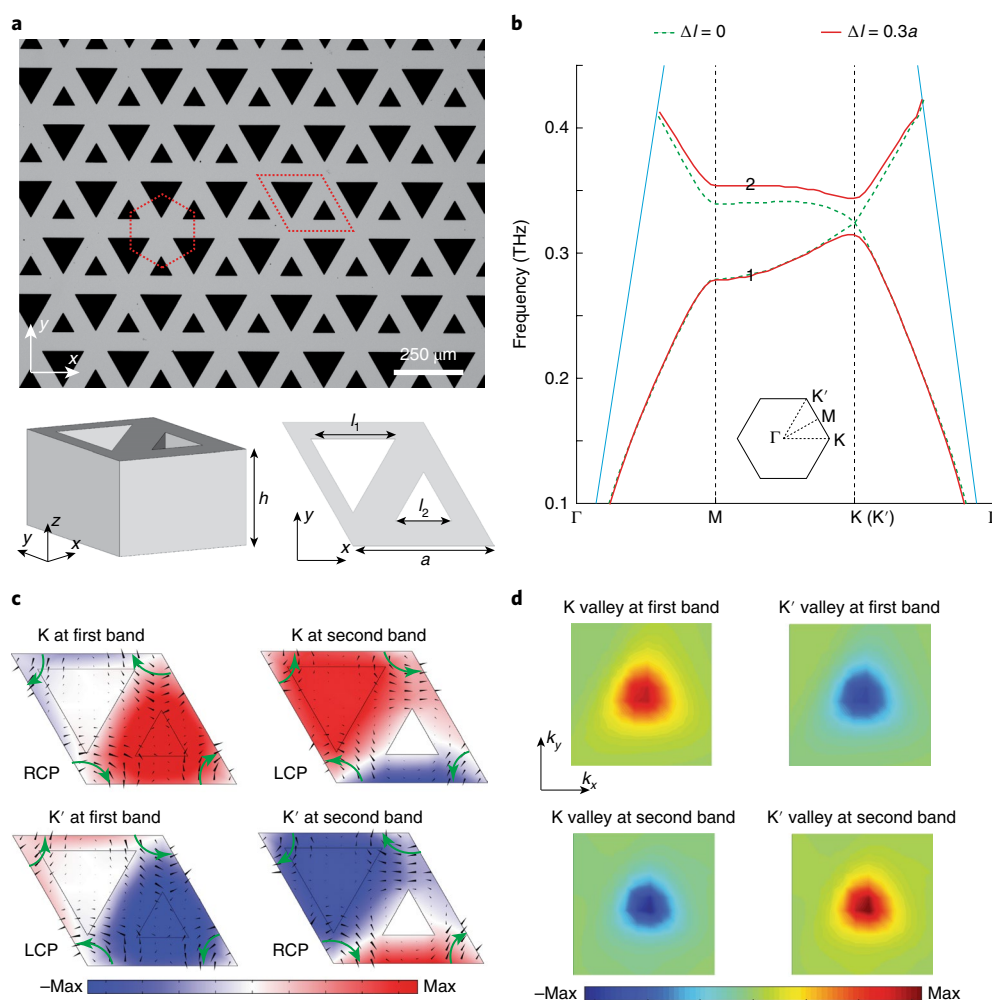 a
y
x
250 μm
h
z
y
x
l1
l2
y
x
a
b
Δl = 0
Δl = 0.3a
Frequency (THz)
0.4
0.3
0.2
0.1
2
1
K′
M
Γ
K
Γ
M
K (K′)
c
K at first band
K at second band
RCP
LCP
K′ at first band
K′ at second band
LCP
RCP
–Max
Max
d
K valley at first band
K′ valley at first band
ky
kx
K valley at second band
K′ valley at second band
–Max
Max